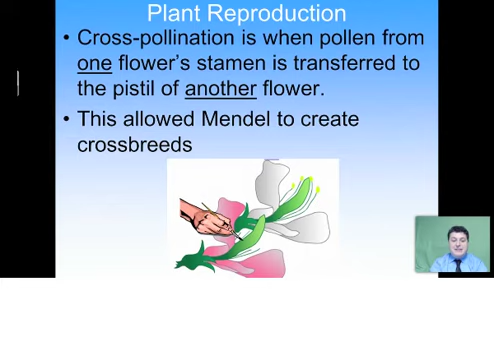 Plant Reproduction
• Cross-pollination is when pollen from
one flower's stamen is transferred to
the pistil of another flower.
• This allowed Mendel to create
crossbreeds